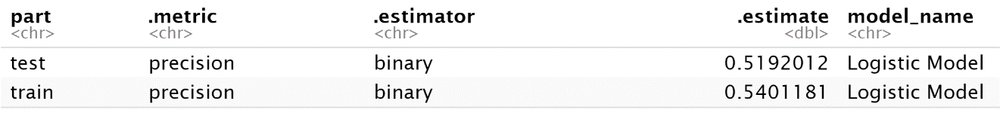 part .metric .estimator .estimate model_name
<chr> <chr> <chr> <dbl> <chr>
test precision binary 0.5192012 Logistic Model
train precision binary 0.5401181 Logistic Model